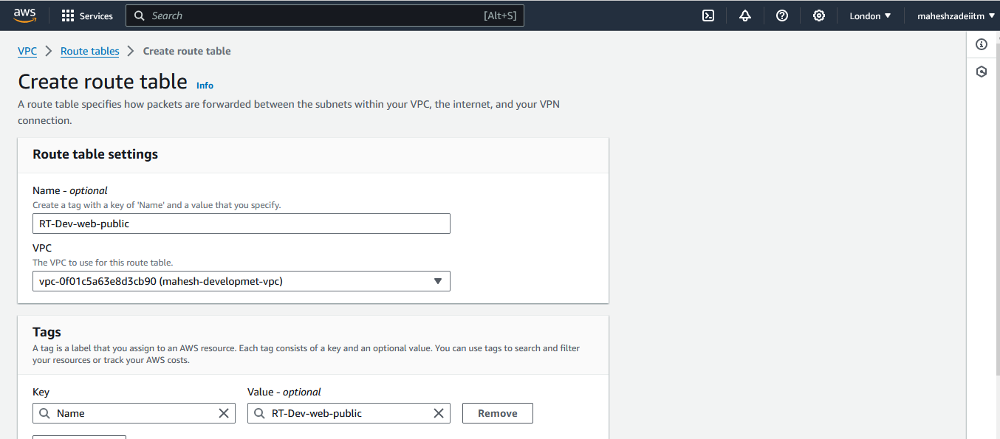 aws
Services
Search [Alt+S]
London
maheshzadeiitm
VPC Route tables Create route table
Create route table Info
A route table specifies how packets are forwarded between the subnets within your VPC, the internet, and your VPN
connection.
Route table settings
Name - optional
Create a tag with a key of 'Name' and a value that you specify.
RT-Dev-web-public
VPC
The VPC to use for this route table.
vpc-0f01c5a63e8d3cb90 (mahesh-developmet-vpc)
Tags
A tag is a label that you assign to an AWS resource. Each tag consists of a key and an optional value. You can use tags to search and filter
your resources or track your AWS costs.
Key Value - optional
Name RT-Dev-web-public Remove